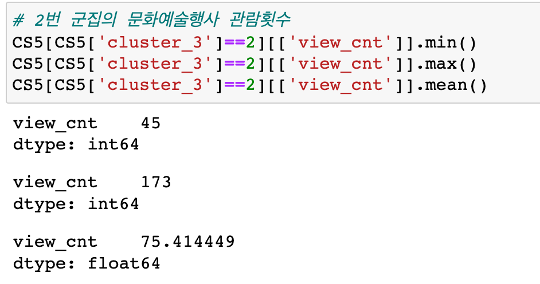 # 2번 군집의 문화예술행사 관람횟수
CS5[CS5['cluster_3']==2][['view_cnt']].min()
CS5[CS5['cluster_3']==2][['view_cnt']].max()
CS5[CS5['cluster_3']==2][['view_cnt']].mean()
view_cnt    45
dtype: int64
view_cnt    173
dtype: int64
view_cnt    75.414449
dtype: float64